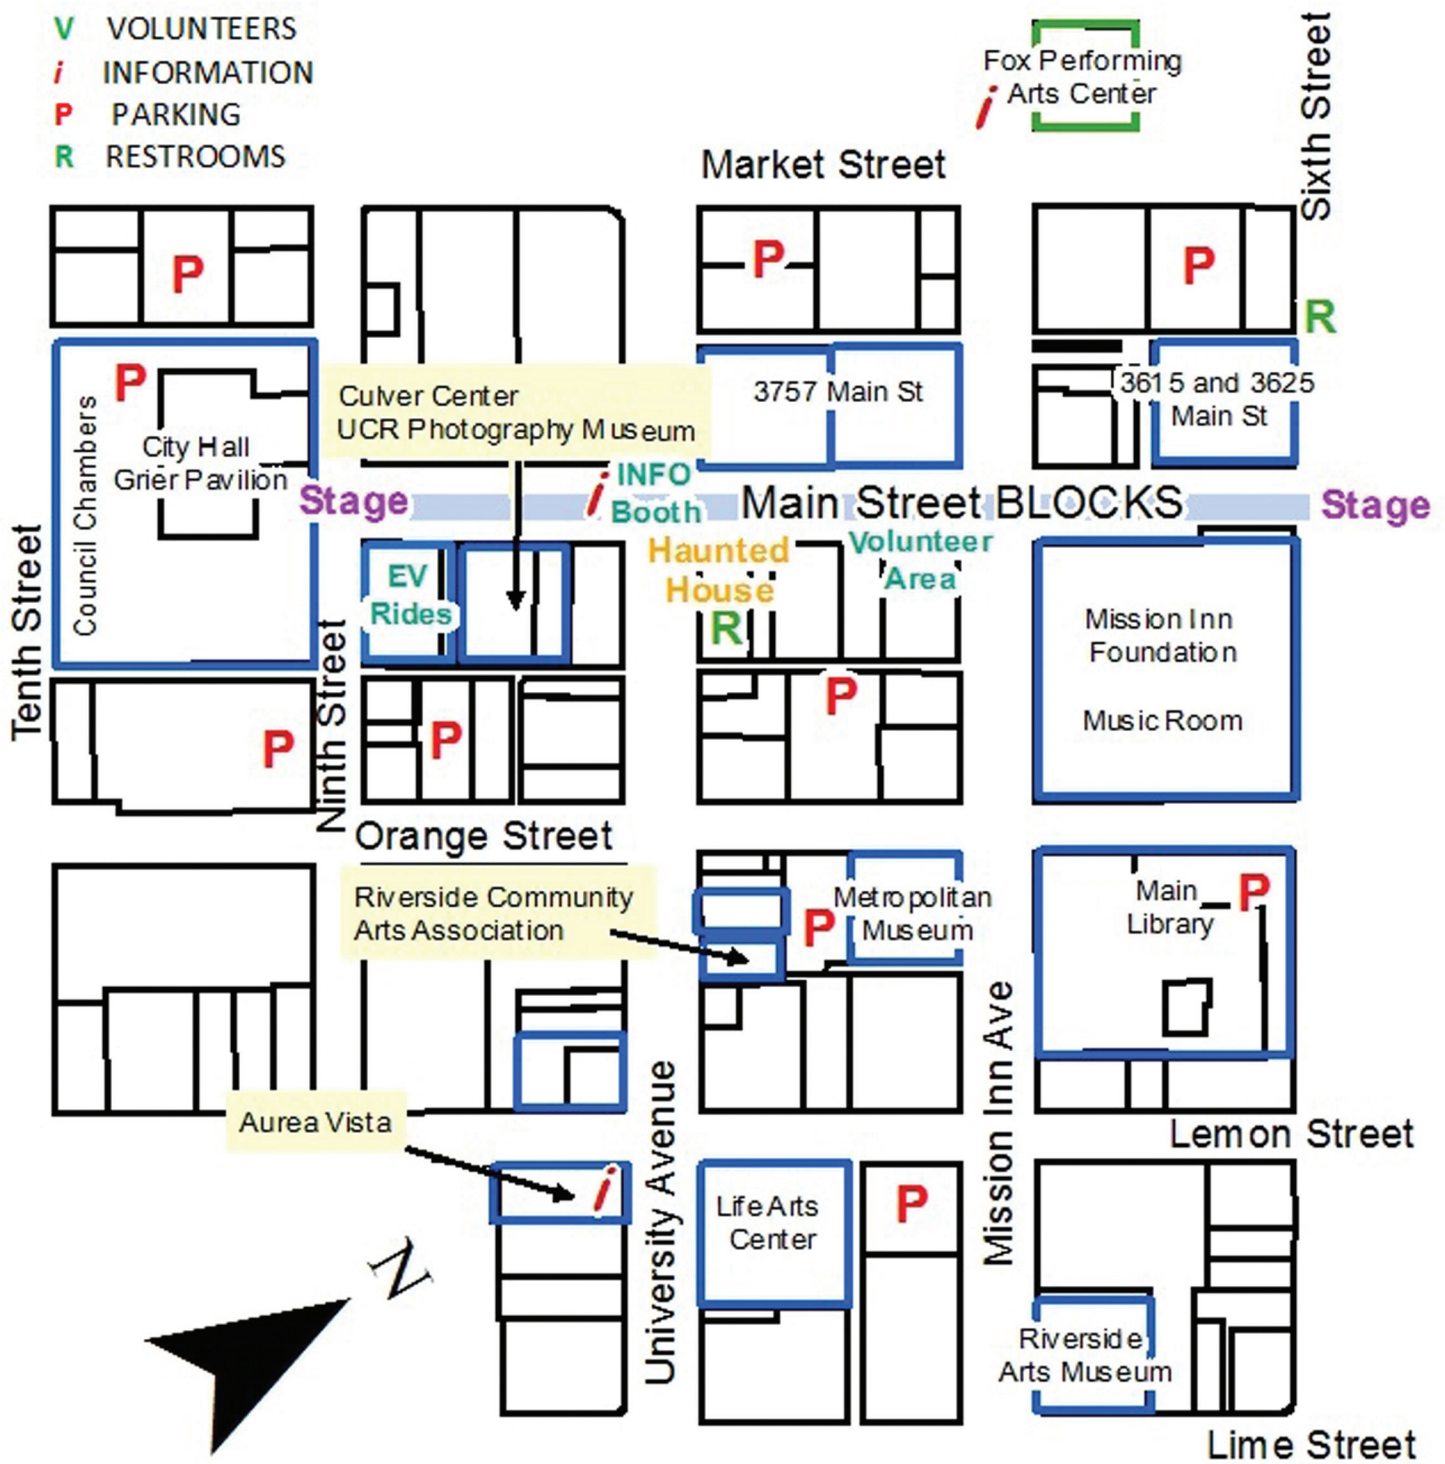 V VOLUNTEERS
i INFORMATION
P PARKING
R RESTROOMS
Fox Performing
i Arts Center
Sixth Street
Market Street
P
P
P
R
P
Council Chambers
City Hall
Grier Pavilion
Culver Center
UCR Photography Museum
3757 Main St
3615 and 3625
Main St
Stage
i INFO
Booth
Main Street BLOCKS
Stage
Tenth Street
EV
Rides
Haunted
House
R
Volunteer
Area
Mission Inn
Foundation
Music Room
P
Ninth Street
P
P
Orange Street
Riverside Community
Arts Association
P
Metropolitan
Museum
Main
Library
P
Aurea Vista
i
University Avenue
Mission Inn Ave
Lemon Street
Life Arts
Center
P
N
Riverside
Arts Museum
Lime Street